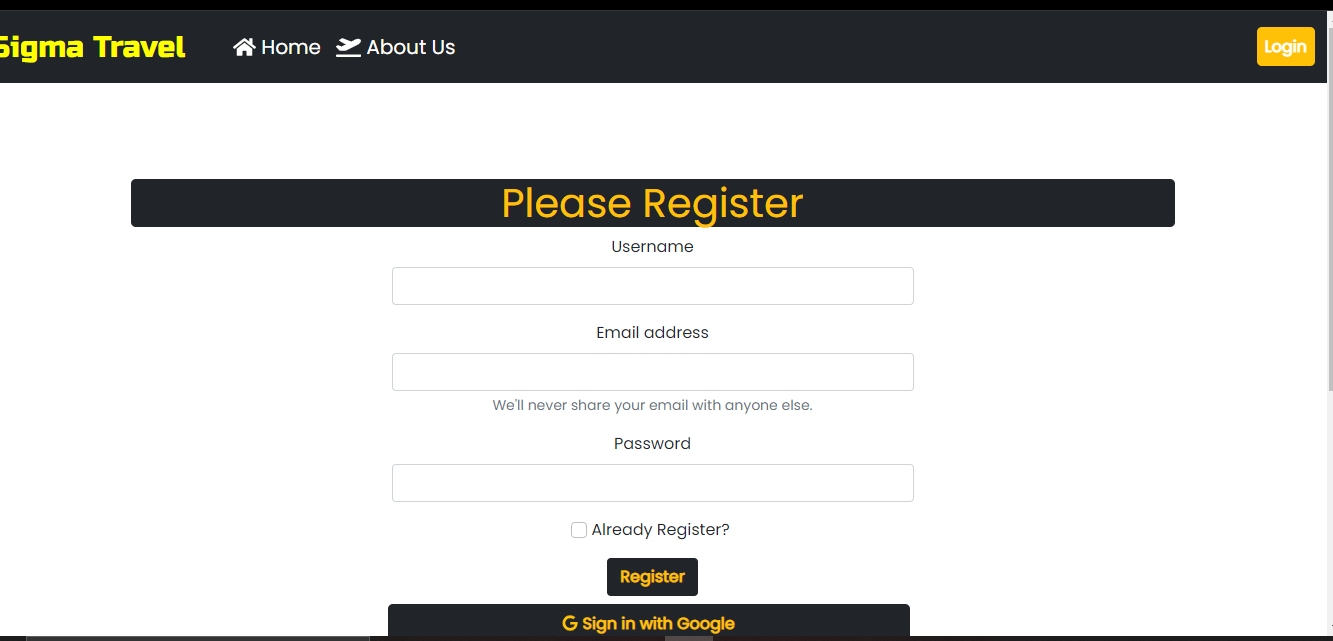 Sigma Travel Home About Us Login
Please Register
Username
Email address
We'll never share your email with anyone else.
Password
Already Register?
Register
G Sign in with Google